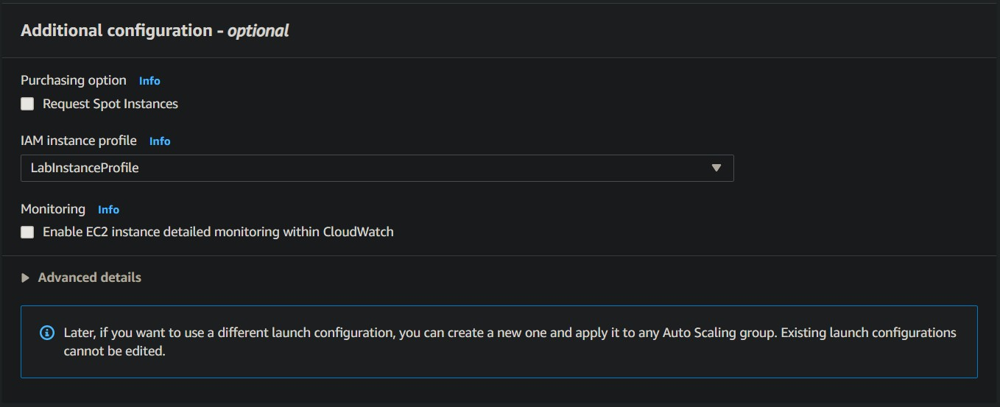 Additional configuration - optional
Purchasing option Info
Request Spot Instances
IAM instance profile Info
LabInstanceProfile
Monitoring Info
Enable EC2 instance detailed monitoring within CloudWatch
Advanced details
Later, if you want to use a different launch configuration, you can create a new one and apply it to any Auto Scaling group. Existing launch configurations
cannot be edited.